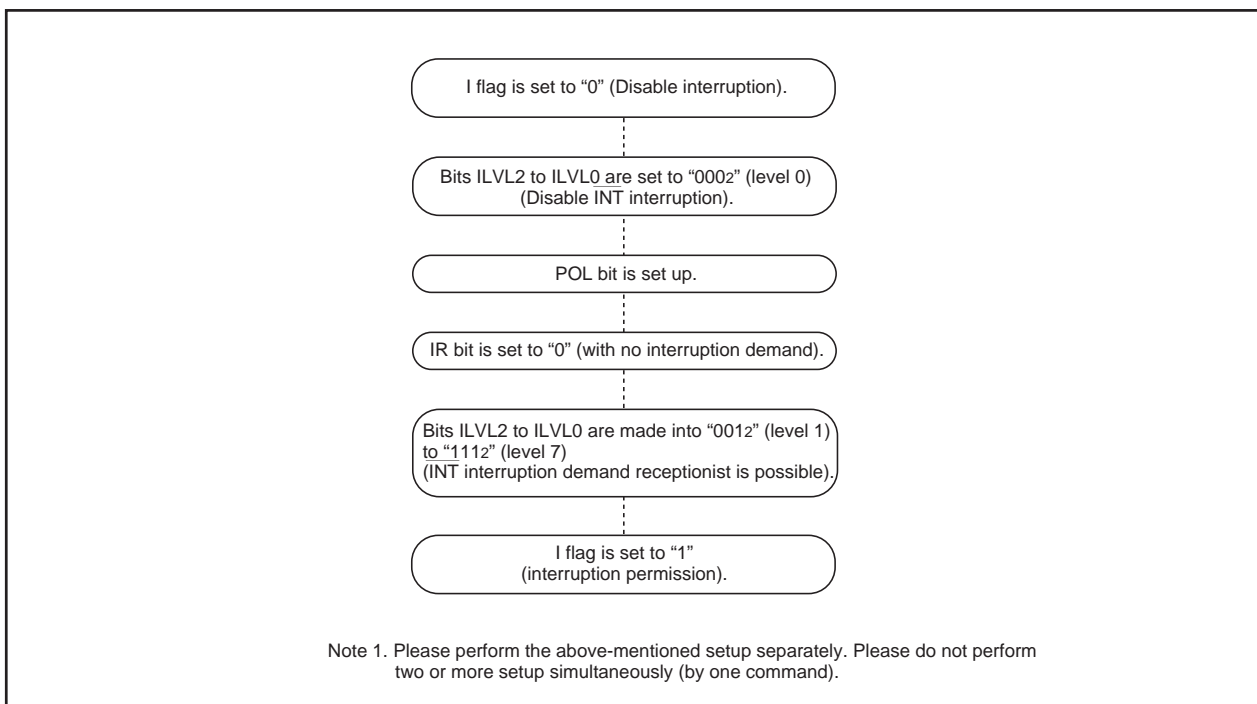 I flag is set to “0” (Disable interruption).
Bits ILVL2 to ILVL0 are set to “0002” (level 0)
(Disable INT interruption).
POL bit is set up.
IR bit is set to “0” (with no interruption demand).
Bits ILVL2 to ILVL0 are made into “0012” (level 1)
to “1112” (level 7)
(INT interruption demand receptionist is possible).
I flag is set to “1”
(interruption permission).
Note 1. Please perform the above-mentioned setup separately. Please do not perform
two or more setup simultaneously (by one command).